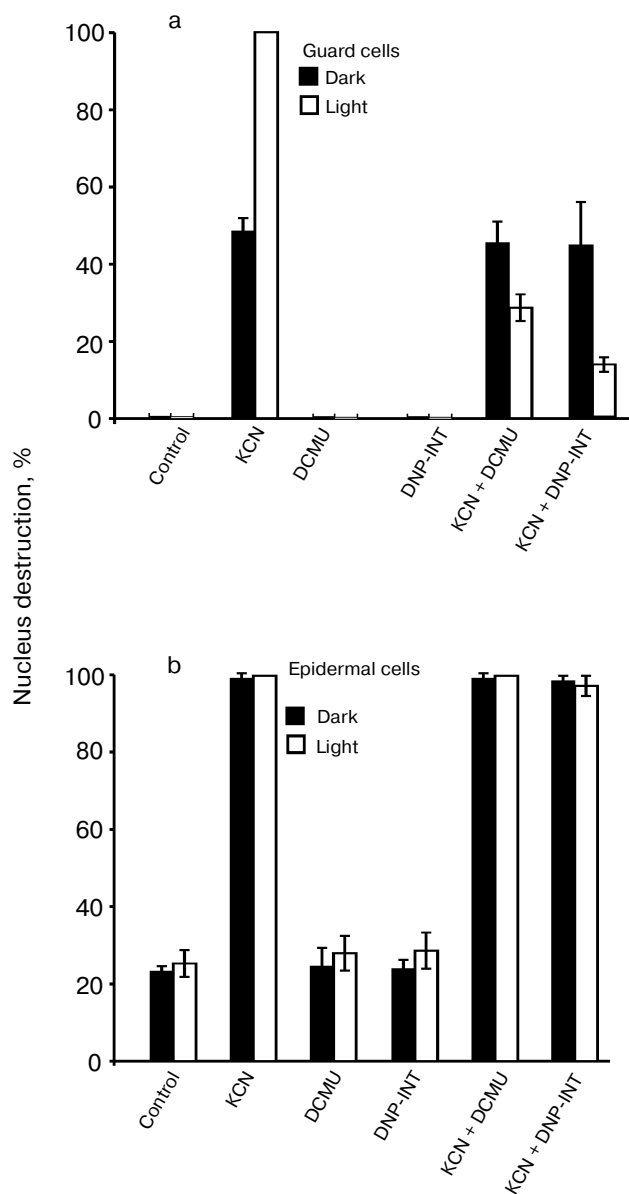 a
Guard cells
Dark
Light
100
80
60
40
20
0
Control
KCN
DCMU
DNP-INT
KCN + DCMU
KCN + DNP-INT
Nucleus destruction, %
b
Epidermal cells
Dark
Light
100
80
60
40
20
0
Control
KCN
DCMU
DNP-INT
KCN + DCMU
KCN + DNP-INT